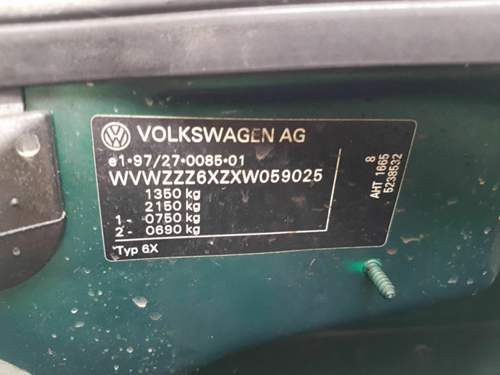 VOLKSWAGEN AG
e1*97/27*0085*01
WVWZZZ6XZXW059025
1350 kg
2150 kg
1- 0750 kg
2- 0690 kg
Typ 6X
8
AHT 1665
5238532